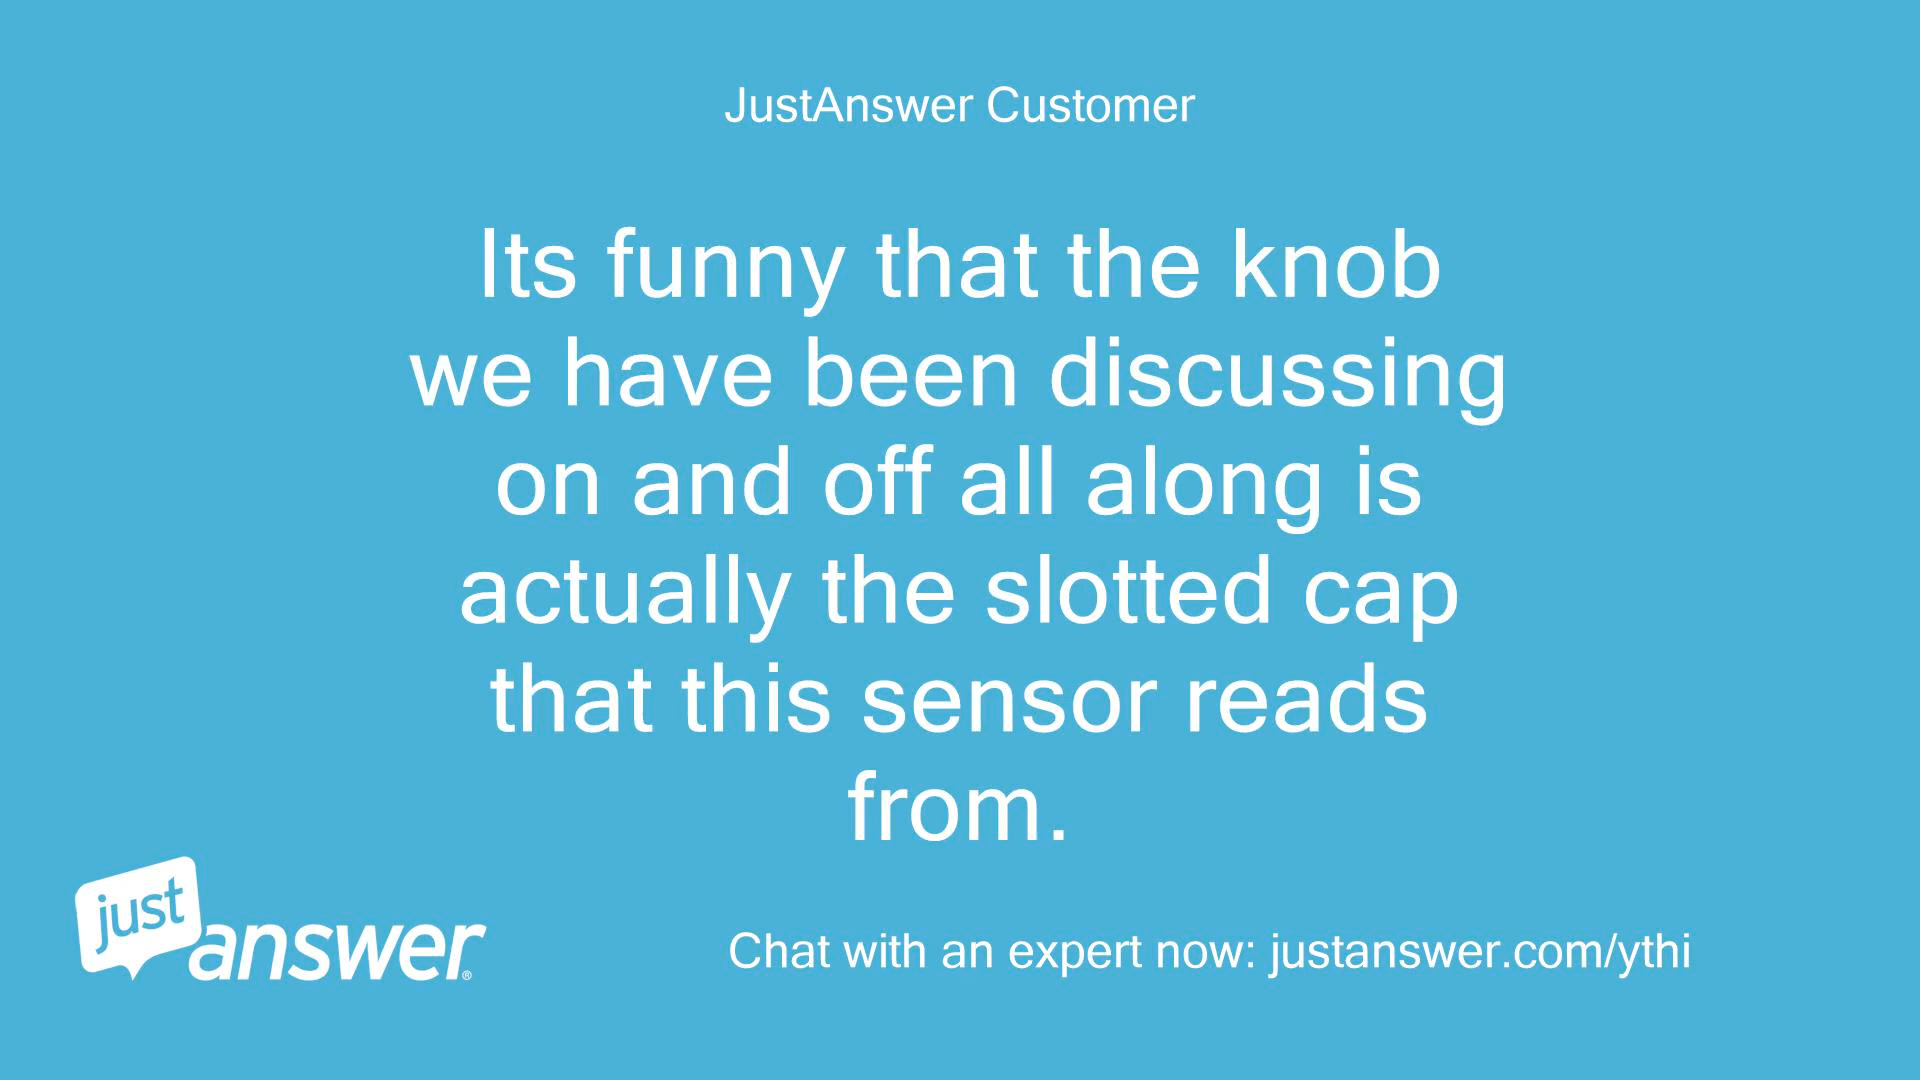 JustAnswer Customer
Its funny that the knob
we have been discussing
on and off all along is
actually the slotted cap
that this sensor reads
from.
just
answer®
Chat with an expert now: justanswer.com/ythi